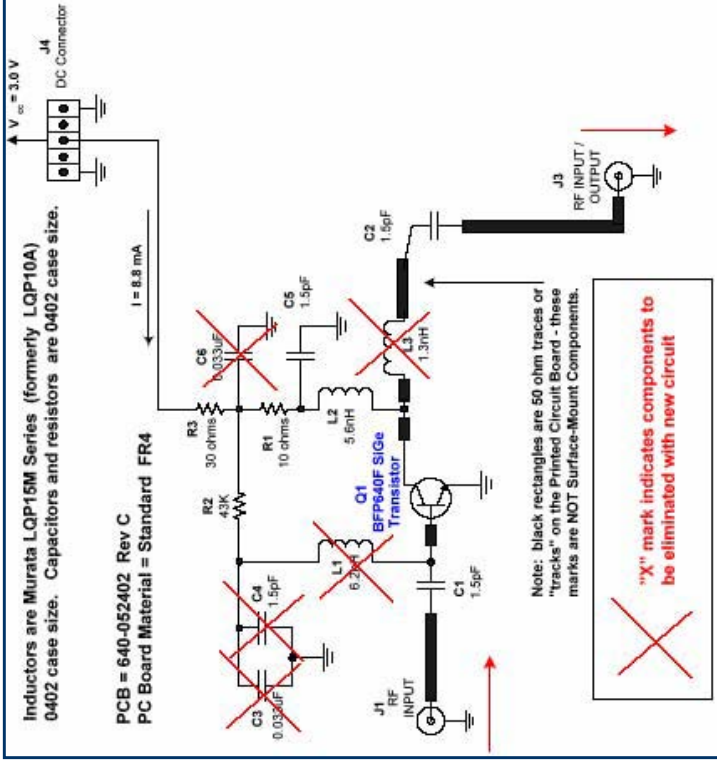 Inductors are Murata LQP15M Series (formerly LQP10A)
0402 case size. Capacitors and resistors are 0402 case size.
PCB = 640-052402 Rev C
PC Board Material = Standard FR4
V cc = 3.0 V
J4
DC Connector
I = 8.8 mA
R3
30 ohms
C6
0.033uF
R2
43K
R1
10 ohms
C5
1.5pF
L2
5.6nH
C3
0.033uF
C4
1.5pF
L1
Q1
BFP640F SiGe
Transistor
L3
1.3nH
C2
1.5pF
C1
1.5pF
J1
RF
INPUT
J3
RF INPUT /
OUTPUT
Note: black rectangles are 50 ohm traces or
"tracks" on the Printed Circuit Board - these
marks are NOT Surface-Mount Components.
"X" mark indicates components to
be eliminated with new circuit